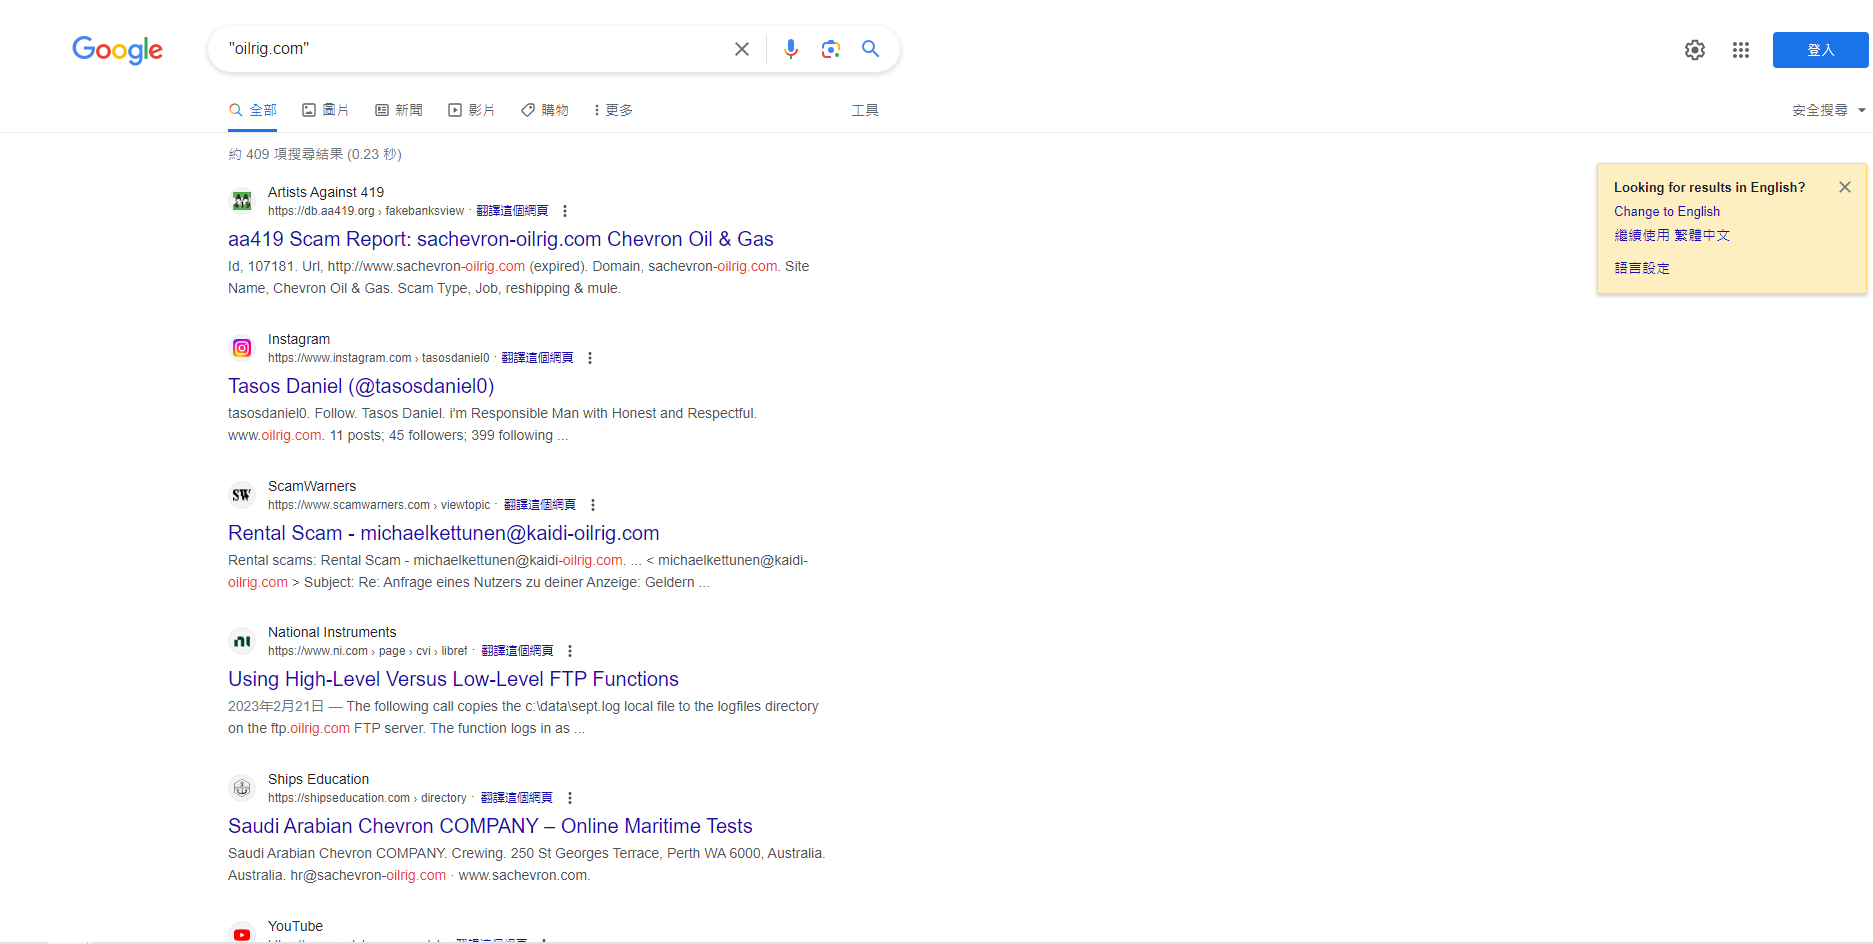 Google
"oilrig.com"
登入
全部
圖片
新聞
影片
購物
更多
工具
安全搜尋
約 409 項搜尋結果 (0.23 秒)
Looking for results in English?
Change to English
繼續使用 繁體中文
語言設定
Artists Against 419
https://db.aa419.org › fakebanksview · 翻譯這個網頁
aa419 Scam Report: sachevron-oilrig.com Chevron Oil & Gas
Id, 107181. Url, http://www.sachevron-oilrig.com (expired). Domain, sachevron-oilrig.com. Site
Name, Chevron Oil & Gas. Scam Type, Job, reshipping & mule.
Instagram
https://www.instagram.com › tasosdaniel0 · 翻譯這個網頁
Tasos Daniel (@tasosdaniel0)
tasosdaniel0. Follow. Tasos Daniel. i'm Responsible Man with Honest and Respectful.
www.oilrig.com. 11 posts; 45 followers; 399 following ...
SW
ScamWarners
https://www.scamwarners.com › viewtopic · 翻譯這個網頁
Rental Scam - michaelkettunen@kaidi-oilrig.com
Rental scams: Rental Scam - michaelkettunen@kaidi-oilrig.com. ... < michaelkettunen@kaidi-
oilrig.com > Subject: Re: Anfrage eines Nutzers zu deiner Anzeige: Geldern ...
ni
National Instruments
https://www.ni.com › page › cvi › libref · 翻譯這個網頁
Using High-Level Versus Low-Level FTP Functions
2023年2月21日 — The following call copies the c:\data\sept.log local file to the logfiles directory
on the ftp.oilrig.com FTP server. The function logs in as ...
Ships Education
https://shipseducation.com › directory · 翻譯這個網頁
Saudi Arabian Chevron COMPANY – Online Maritime Tests
Saudi Arabian Chevron COMPANY. Crewing. 250 St Georges Terrace, Perth WA 6000, Australia.
Australia. hr@sachevron-oilrig.com · www.sachevron.com.
YouTube